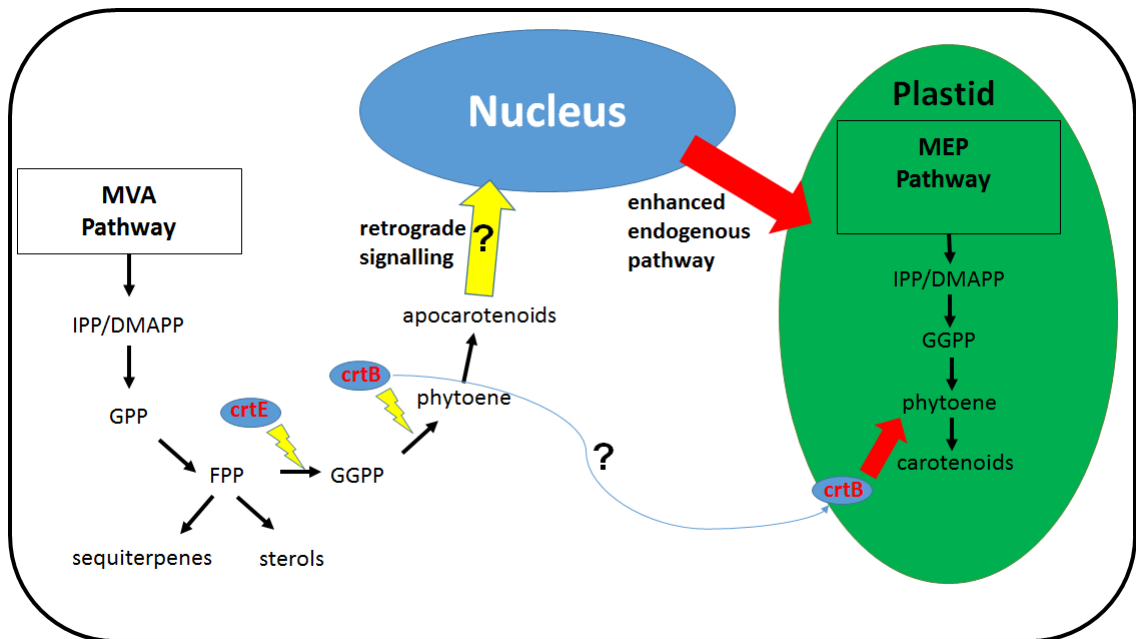 Nucleus
Plastid
MEP
Pathway
MVA
Pathway
retrograde
signalling
?
enhanced
endogenous
pathway
IPP/DMAPP
GGPP
phytoene
carotenoids
crtB
IPP/DMAPP
GPP
FPP
sequiterpenes
sterols
crtE
GGPP
crtB
phytoene
apocarotenoids
?